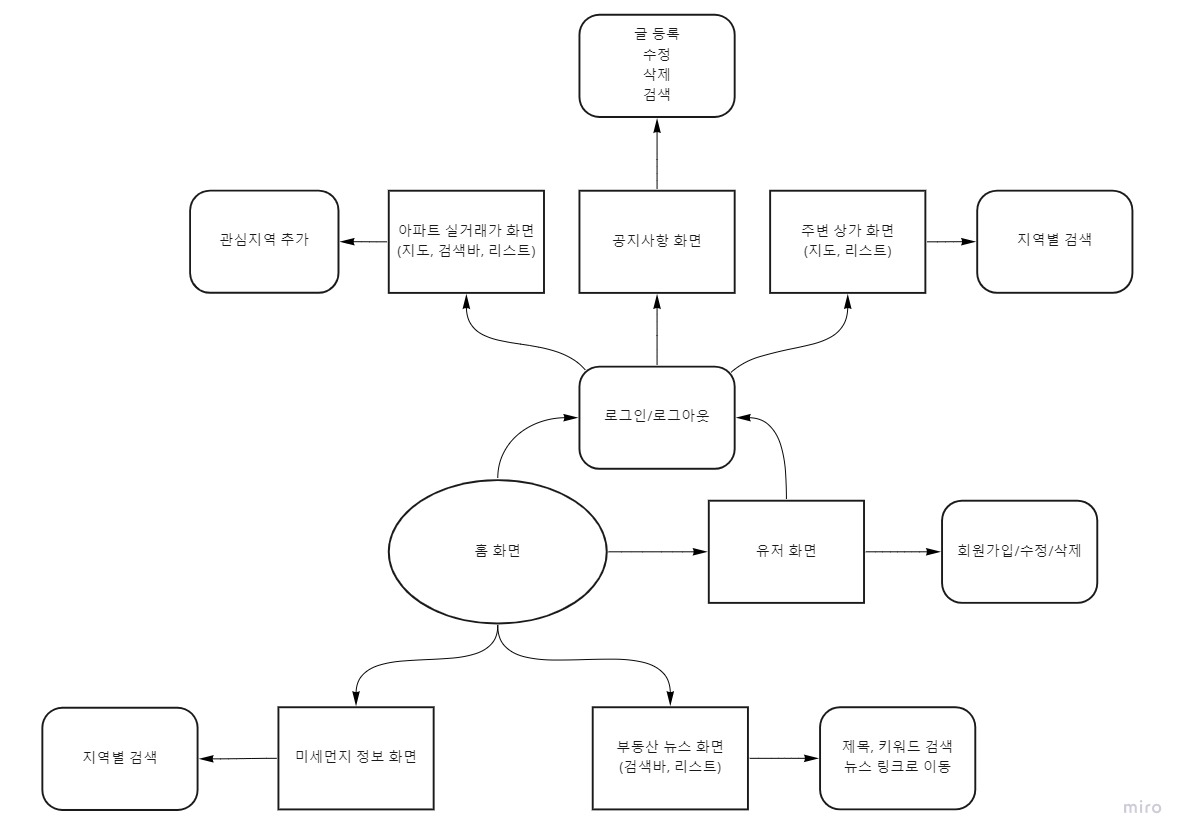 글 등록
수정
삭제
검색
관심지역 추가
아파트 실거래가 화면
(지도, 검색바, 리스트)
공지사항 화면
주변 상가 화면
(지도, 리스트)
지역별 검색
로그인/로그아웃
홈 화면
유저 화면
회원가입/수정/삭제
지역별 검색
미세먼지 정보 화면
부동산 뉴스 화면
(검색바, 리스트)
제목, 키워드 검색
뉴스 링크로 이동
miro